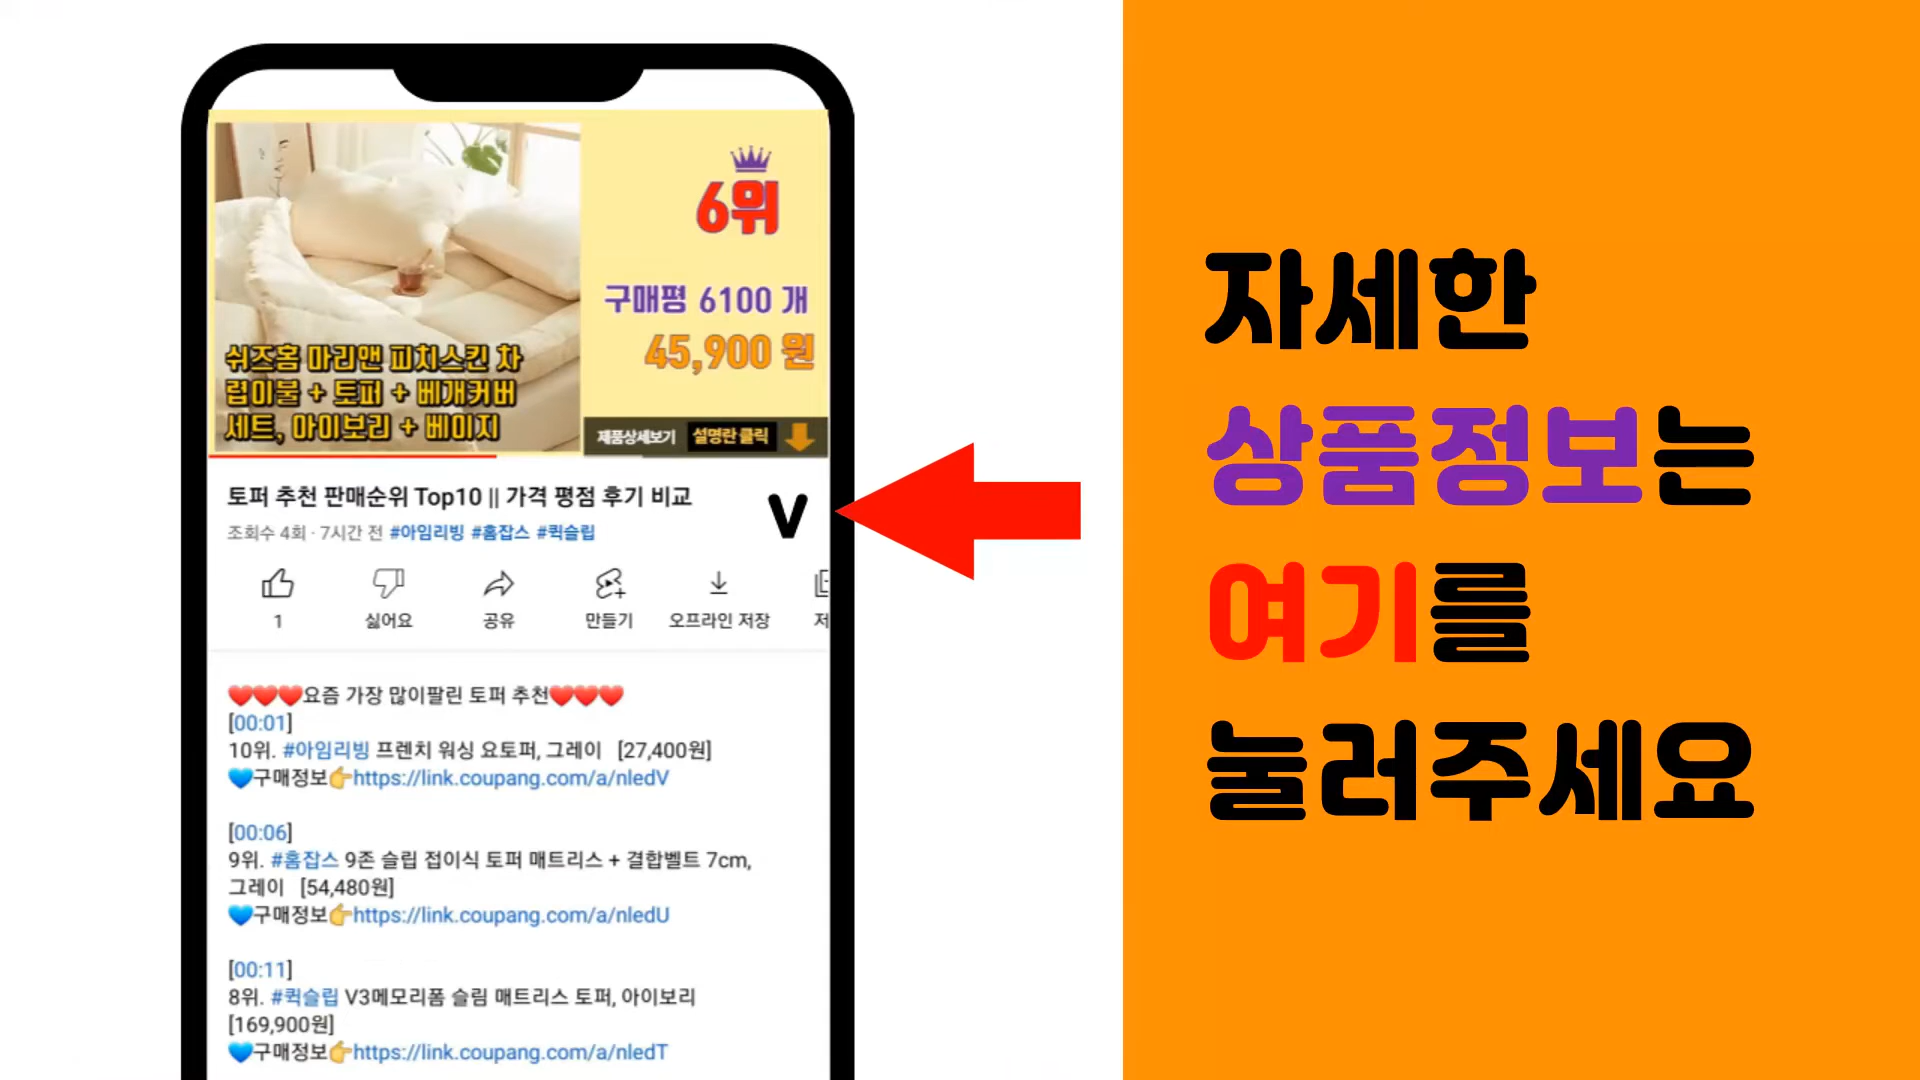 6위
구매평 6100 개
45,900 원
쉬즈홈 마리앤 피치스킨 차
렵이불 + 토퍼 + 베개커버
세트, 아이보리 + 베이지
제품상세보기 설명란 클릭
토퍼 추천 판매순위 Top10 || 가격 평점 후기 비교
V
조회수 4회 · 7시간 전 #아임리빙 #홈잡스 #퀵슬립
1 싫어요 공유 만들기 오프라인 저장 저
❤️❤️❤️요즘 가장 많이팔린 토퍼 추천❤️❤️❤️
[00:01]
10위. #아임리빙 프렌치 워싱 요토퍼, 그레이 [27,400원]
💙구매정보👉https://link.coupang.com/a/nledV
[00:06]
9위. #홈잡스 9존 슬립 접이식 토퍼 매트리스 + 결합벨트 7cm,
그레이 [54,480원]
💙구매정보👉https://link.coupang.com/a/nledU
[00:11]
8위. #퀵슬립 V3메모리폼 슬림 매트리스 토퍼, 아이보리
[169,900원]
💙구매정보👉https://link.coupang.com/a/nledT
자세한
상품정보는
여기를
눌러주세요